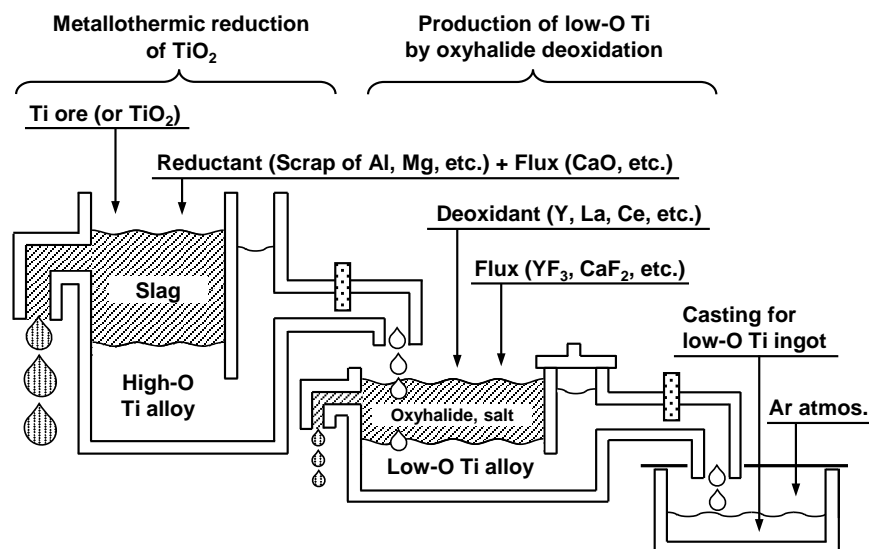 Metallothermic reduction
of TiO₂
Production of low-O Ti
by oxyhalide deoxidation
Ti ore (or TiO₂)
Reductant (Scrap of Al, Mg, etc.) + Flux (CaO, etc.)
Deoxidant (Y, La, Ce, etc.)
Flux (YF₃, CaF₂, etc.)
Slag
Casting for
low-O Ti ingot
High-O
Ti alloy
Oxyhalide, salt
Ar atmos.
Low-O Ti alloy